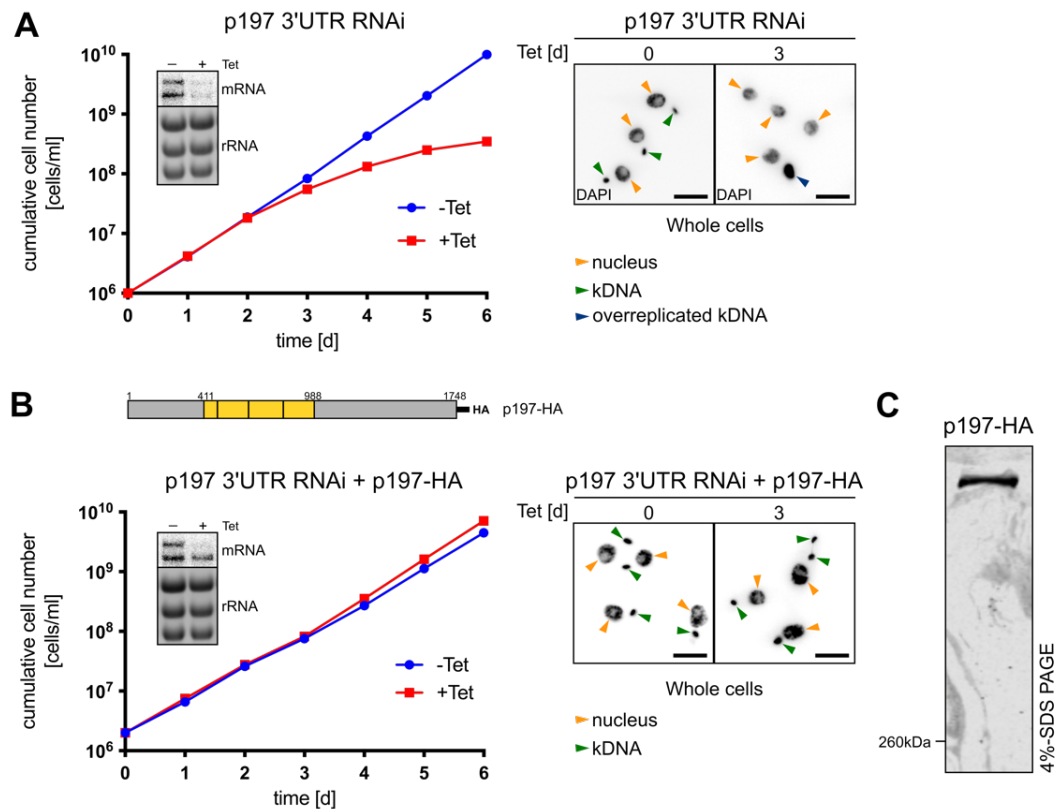 A
p197 3'UTR RNAi
cumulative cell number
[cells/ml]
10^10
10^9
10^8
10^7
10^6
– + Tet
mRNA
rRNA
-Tet
+Tet
0 1 2 3 4 5 6
time [d]
p197 3'UTR RNAi
Tet [d] 0 3
DAPI DAPI
Whole cells
nucleus
kDNA
overreplicated kDNA
B
1 411 988 1748
HA p197-HA
p197 3'UTR RNAi + p197-HA
cumulative cell number
[cells/ml]
10^10
10^9
10^8
10^7
10^6
– + Tet
mRNA
rRNA
-Tet
+Tet
0 1 2 3 4 5 6
time [d]
p197 3'UTR RNAi + p197-HA
Tet [d] 0 3
Whole cells
nucleus
kDNA
C
p197-HA
260kDa
4%-SDS PAGE